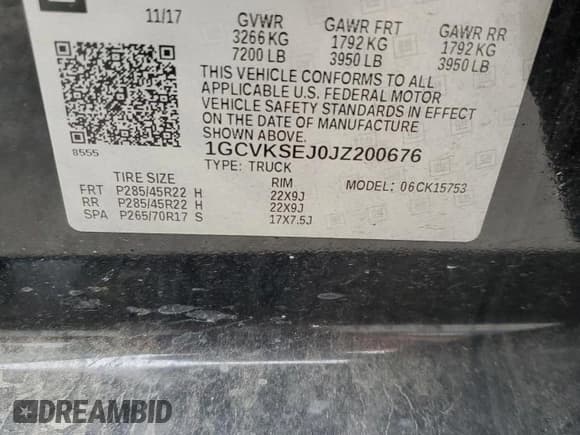 11/17 GVWR GAWR FRT GAWR RR
3266 KG 1792 KG 1792 KG
7200 LB 3950 LB 3950 LB
THIS VEHICLE CONFORMS TO ALL
APPLICABLE U.S. FEDERAL MOTOR
VEHICLE SAFETY STANDARDS IN EFFECT
ON THE DATE OF MANUFACTURE
SHOWN ABOVE.
8555 1GCVKSEJ0JZ200676
TYPE: TRUCK
TIRE SIZE RIM MODEL: 06CK15753
FRT P285/45R22 H 22X9J
RR P285/45R22 H 22X9J
SPA P265/70R17 S 17X7.5J
DREAMBID